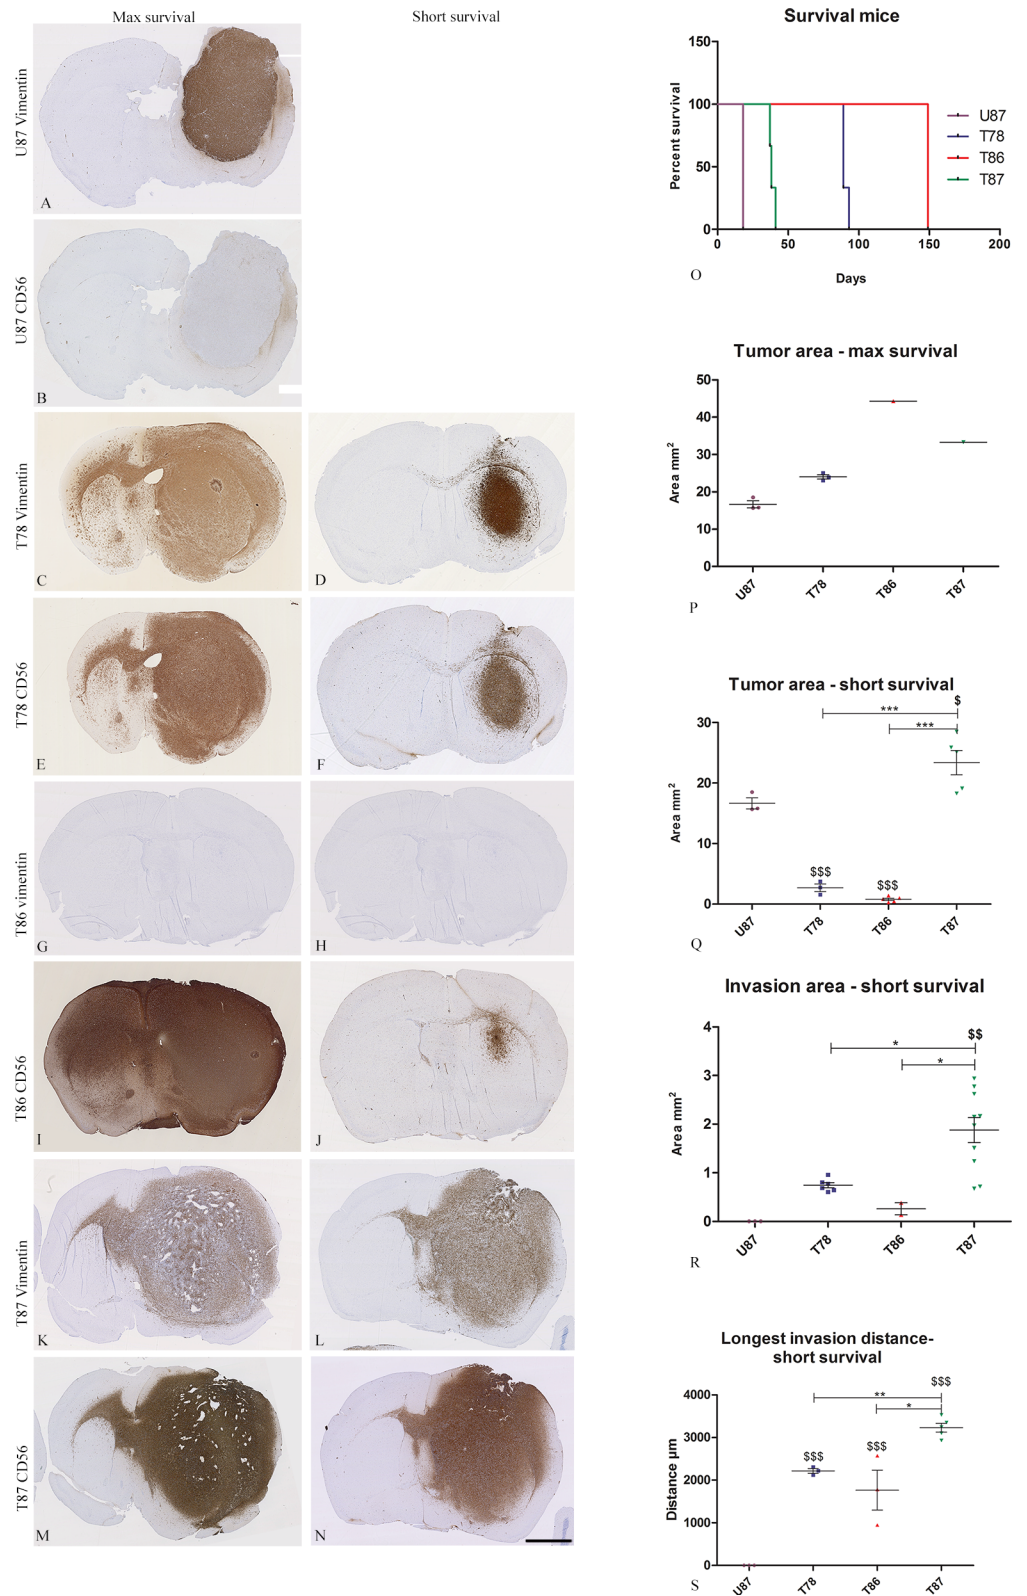 Max survival
Short survival
U87 Vimentin
A
U87 CD56
B
T78 Vimentin
C
D
T78 CD56
E
F
T86 vimentin
G
H
T86 CD56
I
J
T87 Vimentin
K
L
T87 CD56
M
N
Survival mice
Percent survival
150
100
50
0
0
50
100
150
200
Days
U87
T78
T86
T87
O
Tumor area - max survival
Area mm²
50
40
30
20
10
0
U87
T78
T86
T87
P
Tumor area - short survival
Area mm²
30
20
10
0
***
$
***
$$$
$$$
U87
T78
T86
T87
Q
Invasion area - short survival
Area mm²
4
3
2
1
0
$$
*
*
U87
T78
T86
T87
R
Longest invasion distance-
short survival
Distance µm
4000
3000
2000
1000
0
$$$
**
*
$$$
$$$
U87
T78
T86
T87
S